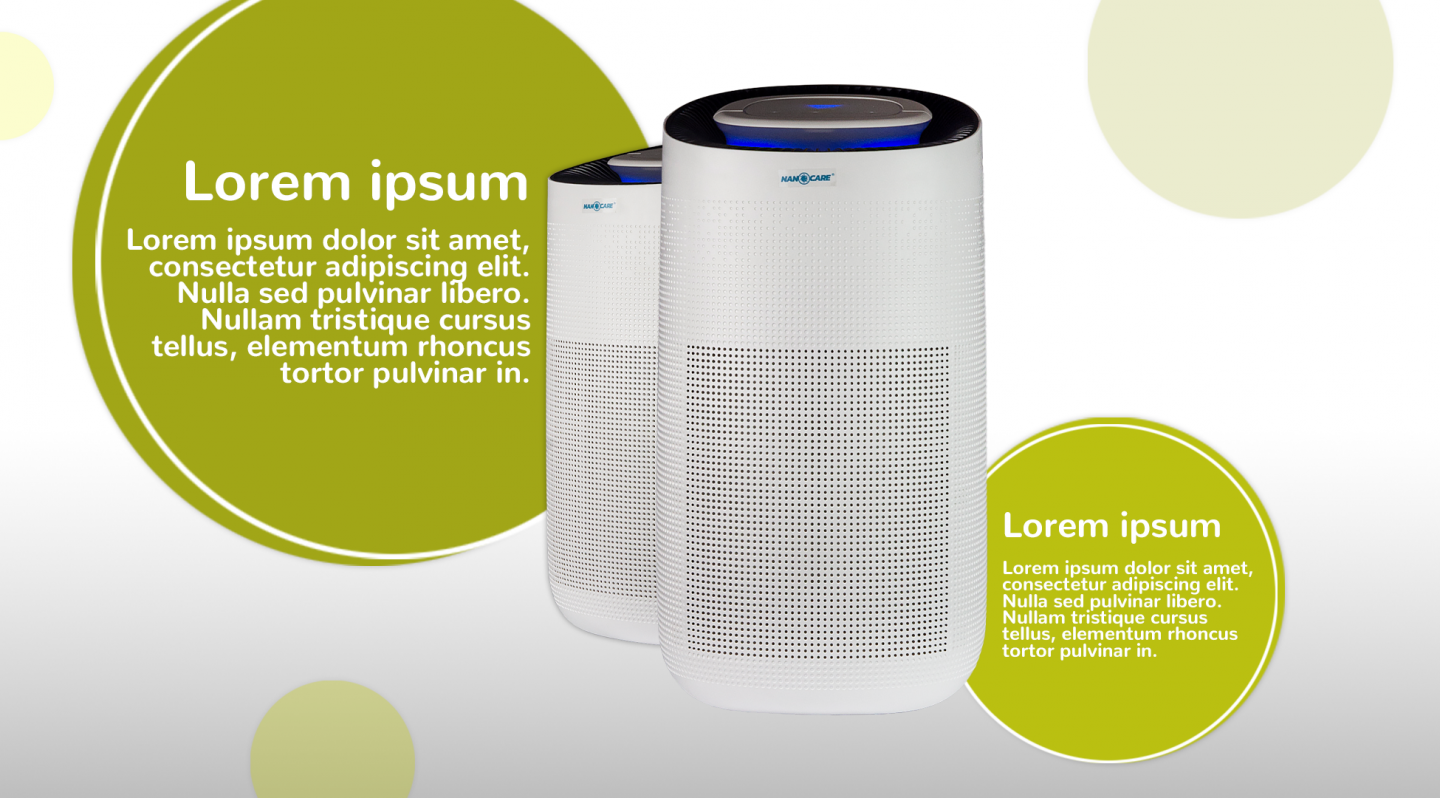 Lorem ipsum
Lorem ipsum dolor sit amet,
consectetur adipiscing elit.
Nulla sed pulvinar libero.
Nullam tristique cursus
tellus, elementum rhoncus
tortor pulvinar in.
NANOCARE
NANOCARE
Lorem ipsum
Lorem ipsum dolor sit amet,
consectetur adipiscing elit.
Nulla sed pulvinar libero.
Nullam tristique cursus
tellus, elementum rhoncus
tortor pulvinar in.